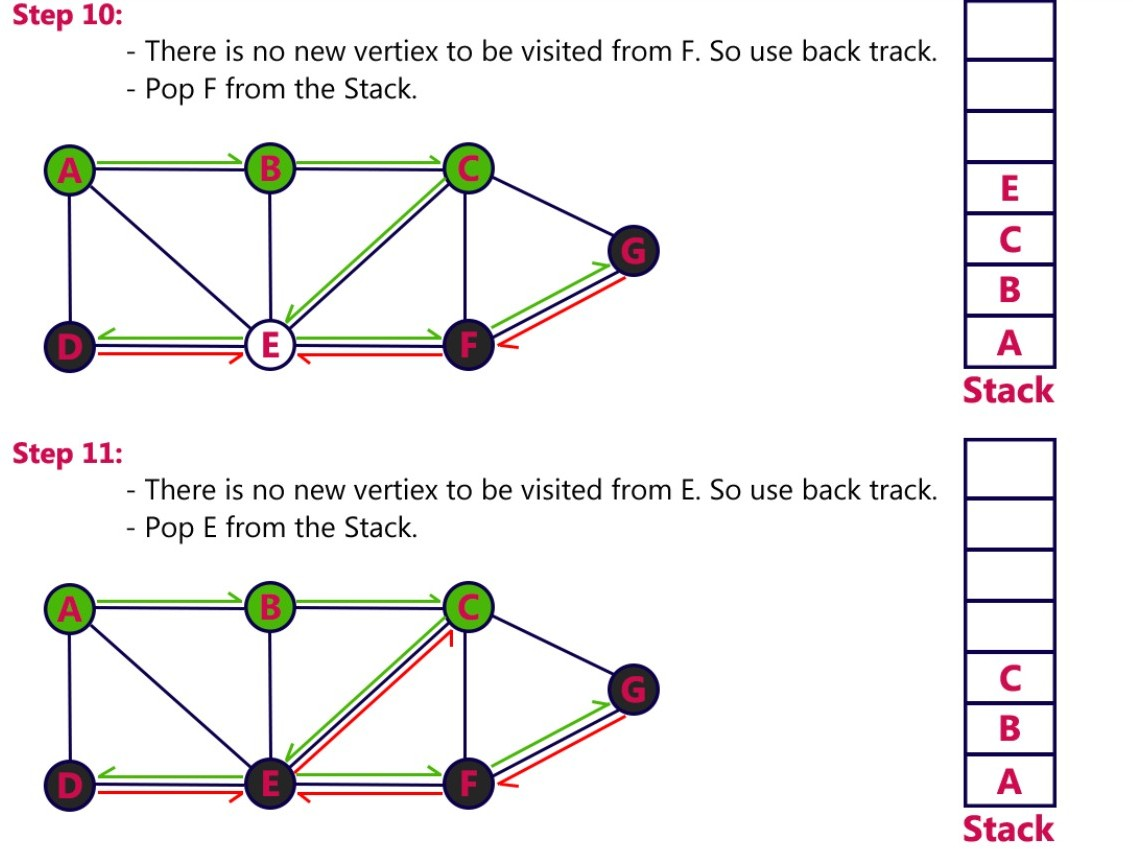 Step 10:
- There is no new vertiex to be visited from F. So use back track.
- Pop F from the Stack.
A B C
G
D E F
E
C
B
A
Stack
Step 11:
- There is no new vertiex to be visited from E. So use back track.
- Pop E from the Stack.
A B C
G
D E F
C
B
A
Stack